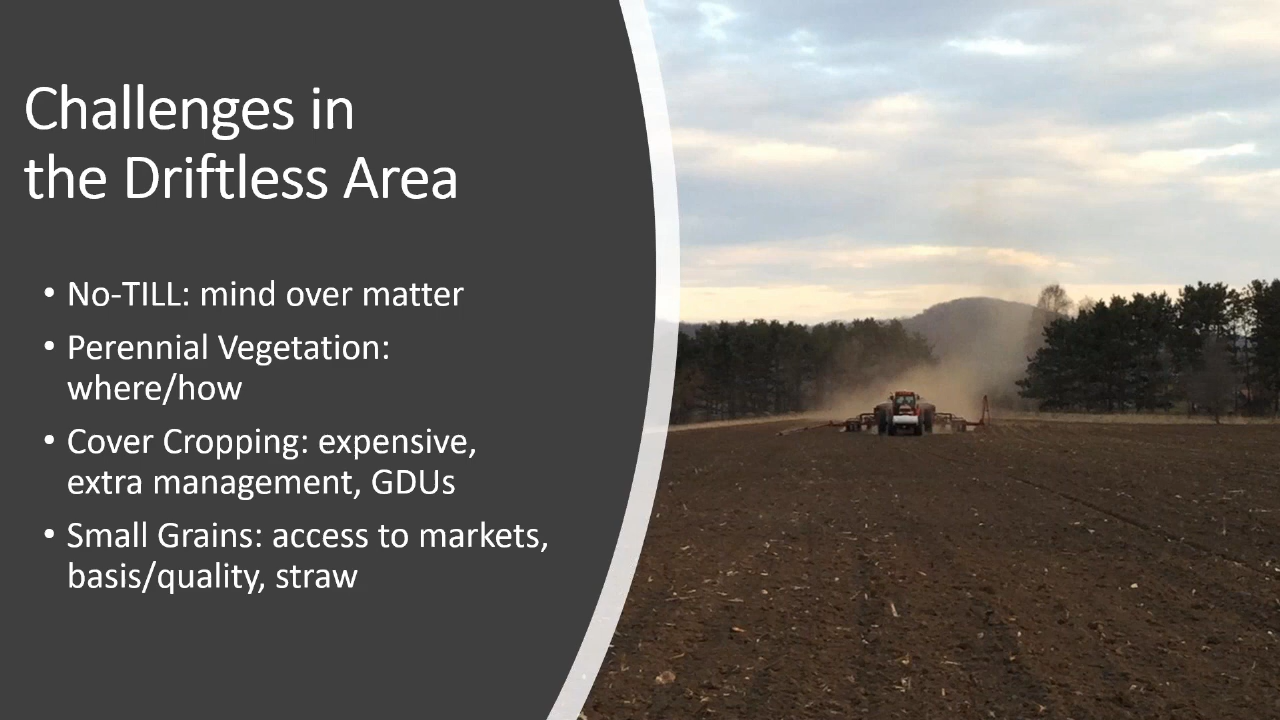 Challenges in
the Driftless Area
• No-TILL: mind over matter
• Perennial Vegetation:
where/how
• Cover Cropping: expensive,
extra management, GDUs
• Small Grains: access to markets,
basis/quality, straw